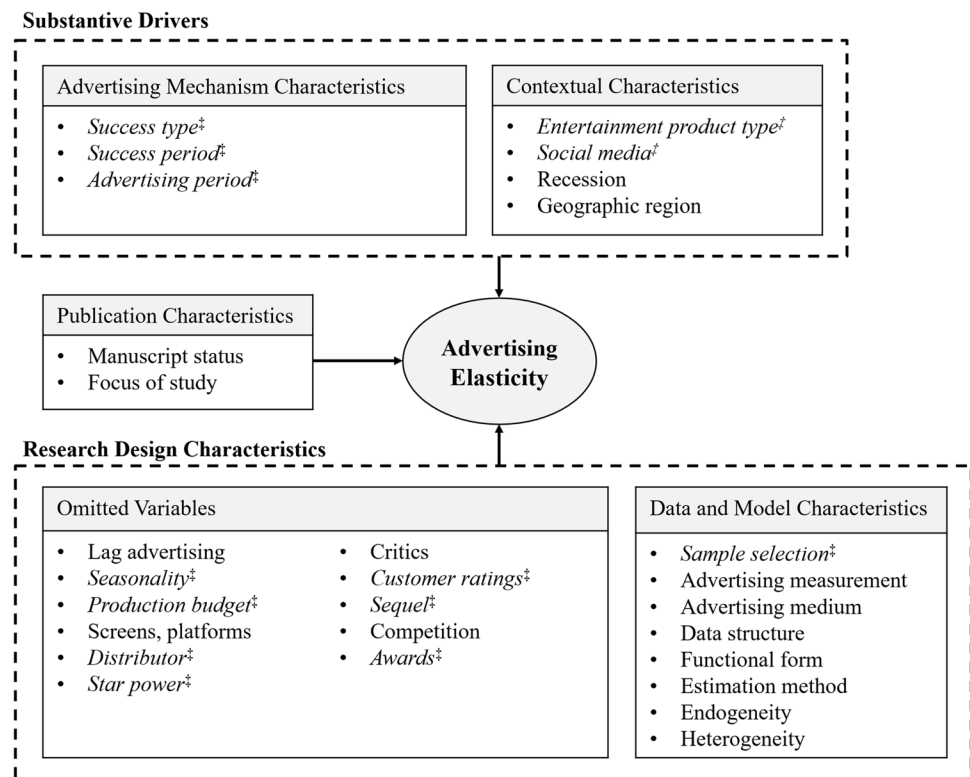 Substantive Drivers
Advertising Mechanism Characteristics
• Success type‡
• Success period‡
• Advertising period‡
Contextual Characteristics
• Entertainment product type‡
• Social media‡
• Recession
• Geographic region
Publication Characteristics
• Manuscript status
• Focus of study
Advertising
Elasticity
Research Design Characteristics
Omitted Variables
• Lag advertising
• Seasonality‡
• Production budget‡
• Screens, platforms
• Distributor‡
• Star power‡
• Critics
• Customer ratings‡
• Sequel‡
• Competition
• Awards‡
Data and Model Characteristics
• Sample selection‡
• Advertising measurement
• Advertising medium
• Data structure
• Functional form
• Estimation method
• Endogeneity
• Heterogeneity